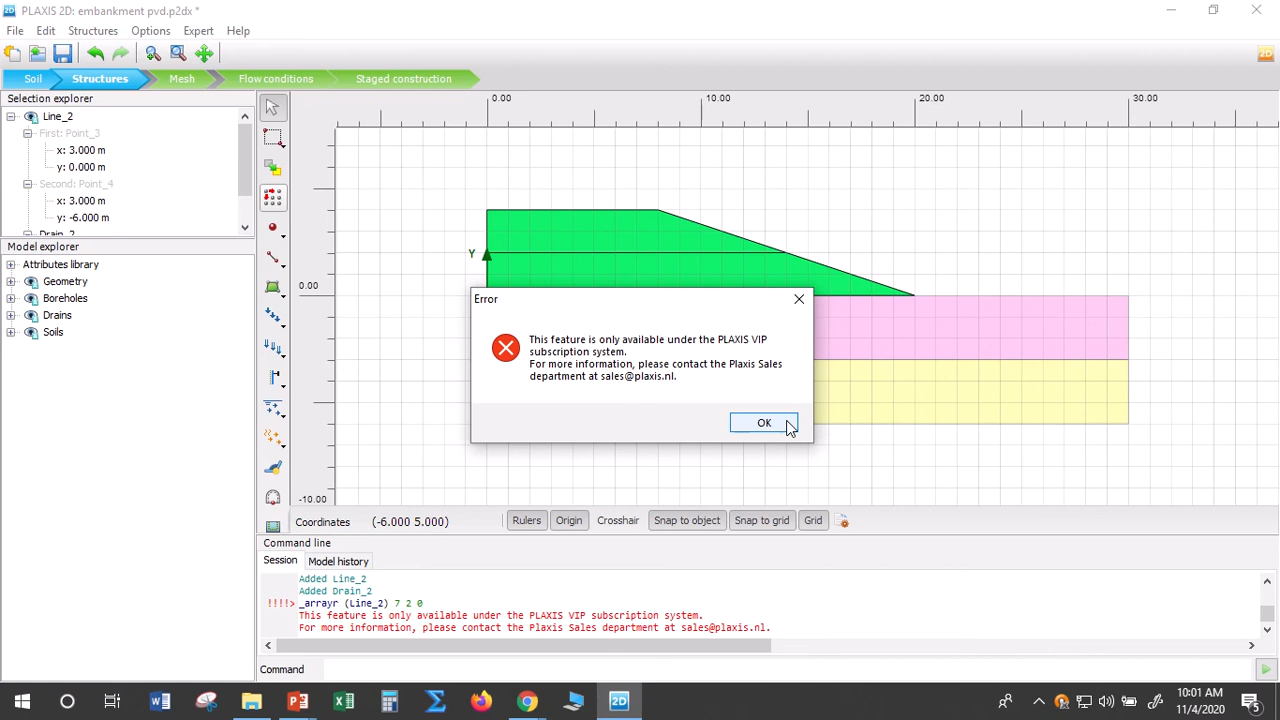 PLAXIS 2D: embankment pvd.p2dx *
File Edit Structures Options Expert Help
Soil Structures Mesh Flow conditions Staged construction
Selection explorer
Line_2
First: Point_3
x: 3.000 m
y: 0.000 m
Second: Point_4
x: 3.000 m
y: -6.000 m
Drain_2
Model explorer
Attributes library
Geometry
Boreholes
Drains
Soils
0.00 10.00 20.00 30.00
Y
0.00
-10.00
Error
This feature is only available under the PLAXIS VIP
subscription system.
For more information, please contact the Plaxis Sales
department at sales@plaxis.nl.
OK
Coordinates (-6.000 5.000) Rulers Origin Crosshair Snap to object Snap to grid Grid
Command line
Session Model history
Added Line_2
Added Drain_2
!!!!> _arrayr (Line_2) 7 2 0
This feature is only available under the PLAXIS VIP subscription system.
For more information, please contact the Plaxis Sales department at sales@plaxis.nl.
Command
10:01 AM
11/4/2020
5